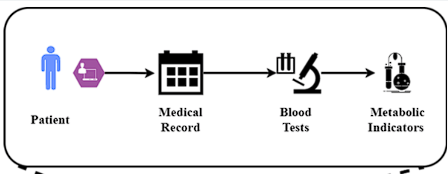 Patient
Medical
Record
Blood
Tests
Metabolic
Indicators